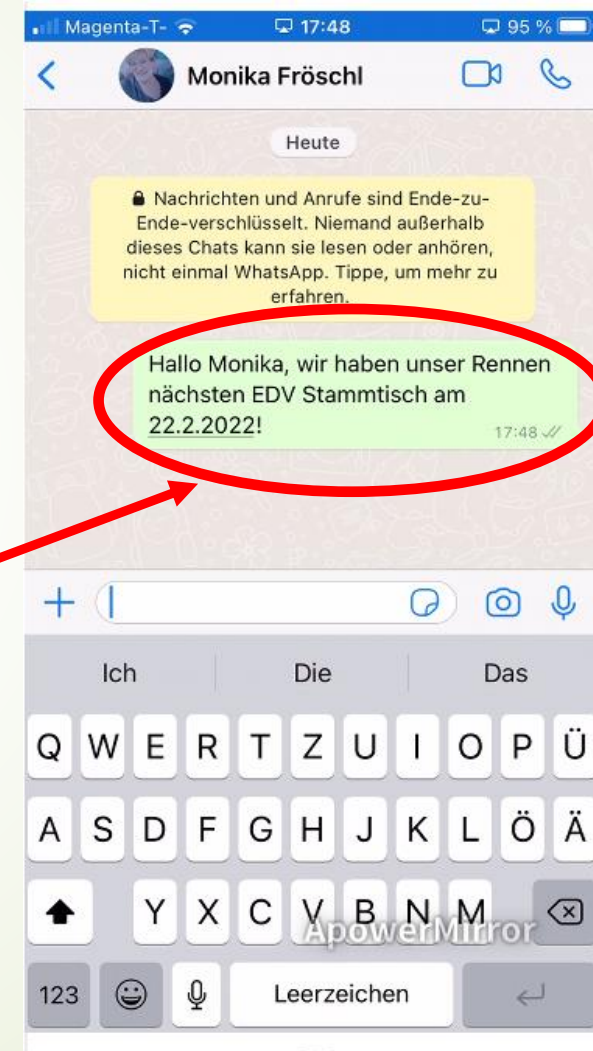 Magenta-T- 17:48 95 %
Monika Fröschl
Heute
Nachrichten und Anrufe sind Ende-zu-
Ende-verschlüsselt. Niemand außerhalb
dieses Chats kann sie lesen oder anhören,
nicht einmal WhatsApp. Tippe, um mehr zu
erfahren.
Hallo Monika, wir haben unser Rennen
nächsten EDV Stammtisch am
22.2.2022!
17:48
Ich Die Das
Q W E R T Z U I O P Ü
A S D F G H J K L Ö Ä
Y X C V B N M
ApowerMirror
123 Leerzeichen